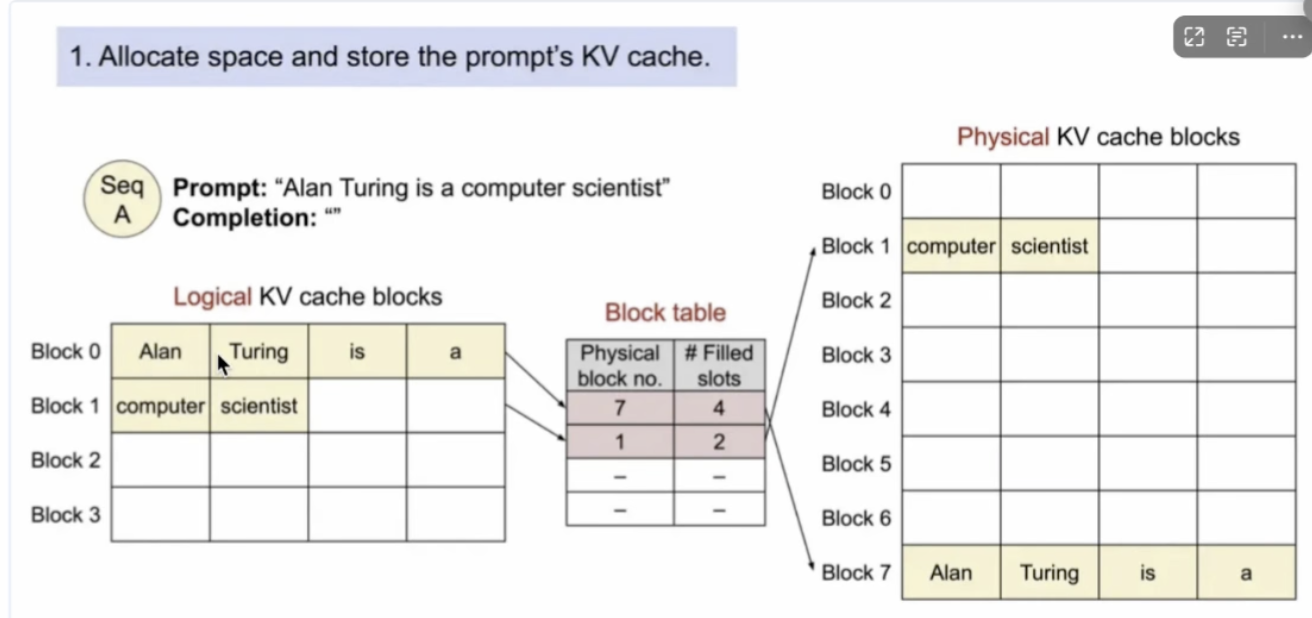 1. Allocate space and store the prompt's KV cache.
Seq
A
Prompt: “Alan Turing is a computer scientist”
Completion: “”
Logical KV cache blocks
Block 0 Alan Turing is a
Block 1 computer scientist
Block 2
Block 3
Block table
Physical block no. # Filled slots
7 4
1 2
– –
– –
Physical KV cache blocks
Block 0
Block 1 computer scientist
Block 2
Block 3
Block 4
Block 5
Block 6
Block 7 Alan Turing is a